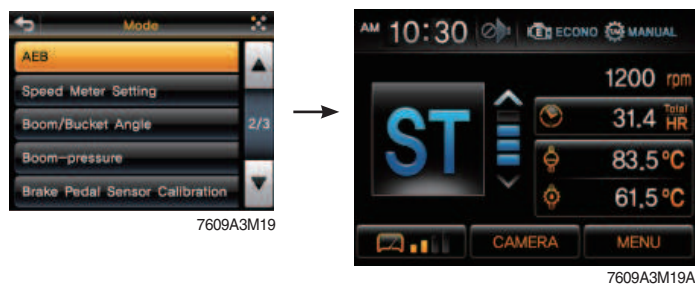 Mode
AEB
Speed Meter Setting
Boom/Bucket Angle
2/3
Boom-pressure
Brake Pedal Sensor Calibration
7609A3M19
AM 10:30 ECONO MANUAL
1200 rpm
ST
31.4 Total HR
83.5°C
61.5°C
CAMERA MENU
7609A3M19A